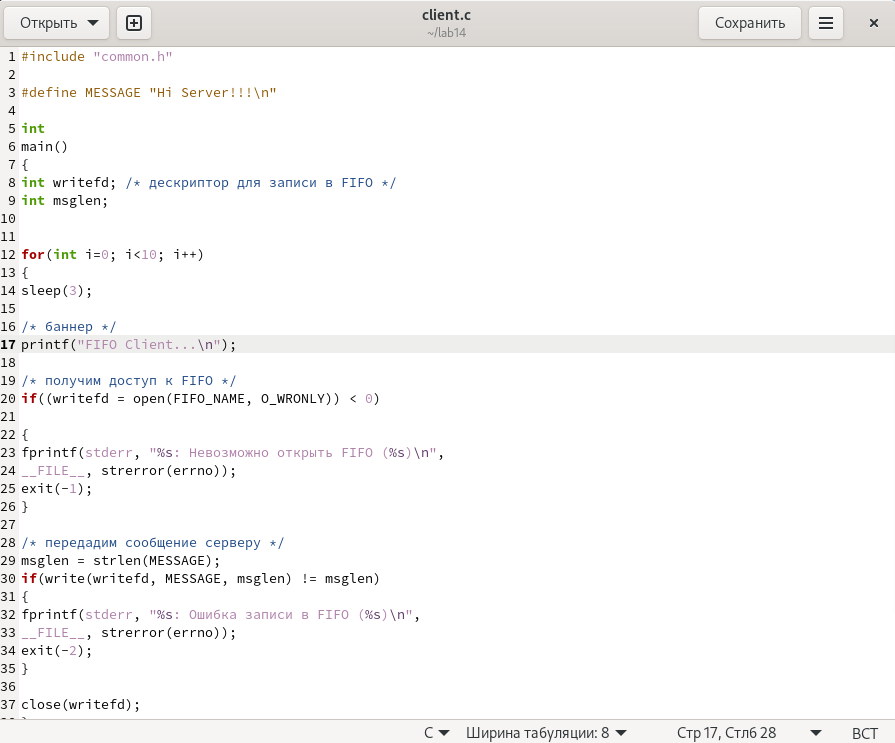 Открыть
client.c
~/lab14
Сохранить
1 #include "common.h"
2
3 #define MESSAGE "Hi Server!!!\n"
4
5 int
6 main()
7 {
8 int writefd; /* дескриптор для записи в FIFO */
9 int msglen;
10
11
12 for(int i=0; i<10; i++)
13 {
14 sleep(3);
15
16 /* баннер */
17 printf("FIFO Client...\n");
18
19 /* получим доступ к FIFO */
20 if((writefd = open(FIFO_NAME, O_WRONLY)) < 0)
21
22 {
23 fprintf(stderr, "%s: Невозможно открыть FIFO (%s)\n",
24 __FILE__, strerror(errno));
25 exit(-1);
26 }
27
28 /* передадим сообщение серверу */
29 msglen = strlen(MESSAGE);
30 if(write(writefd, MESSAGE, msglen) != msglen)
31 {
32 fprintf(stderr, "%s: Ошибка записи в FIFO (%s)\n",
33 __FILE__, strerror(errno));
34 exit(-2);
35 }
36
37 close(writefd);
C Ширина табуляции: 8 Стр 17, Стлб 28 ВСТ